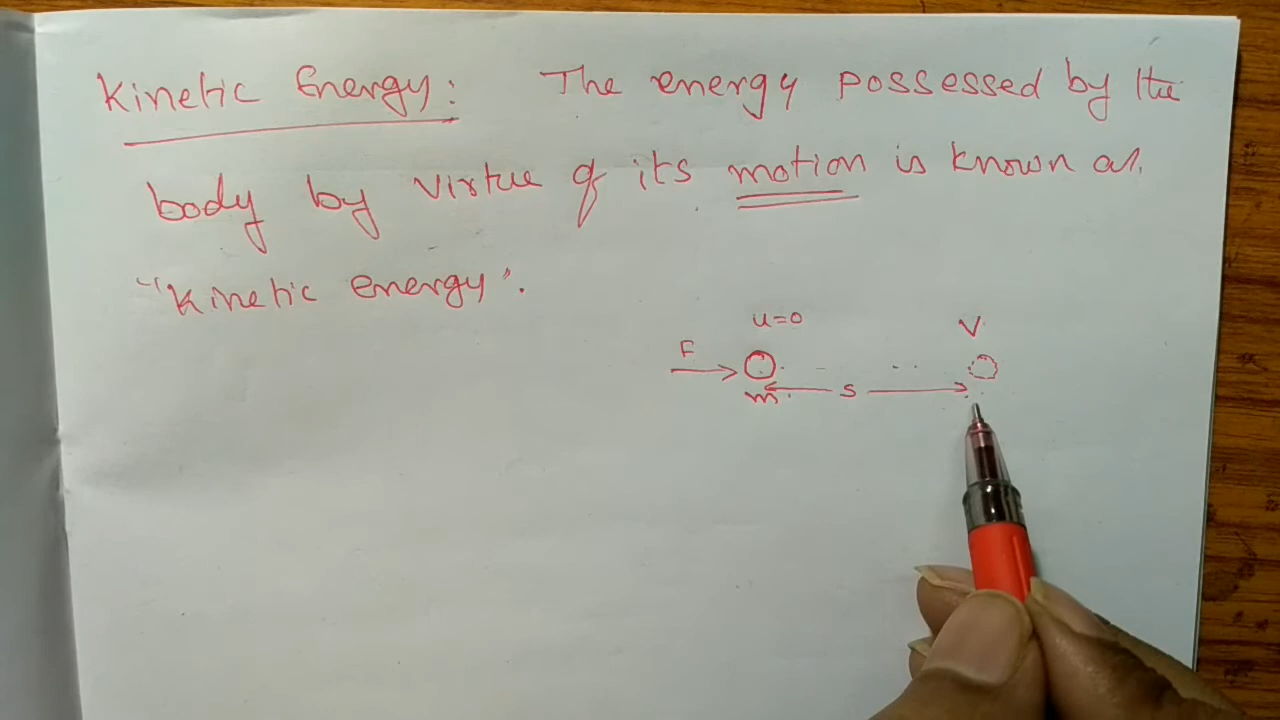 Kinetic Energy: The energy possessed by the
body by virtue of its motion is known as.
"Kinetic energy".
u=0 V
F
m S